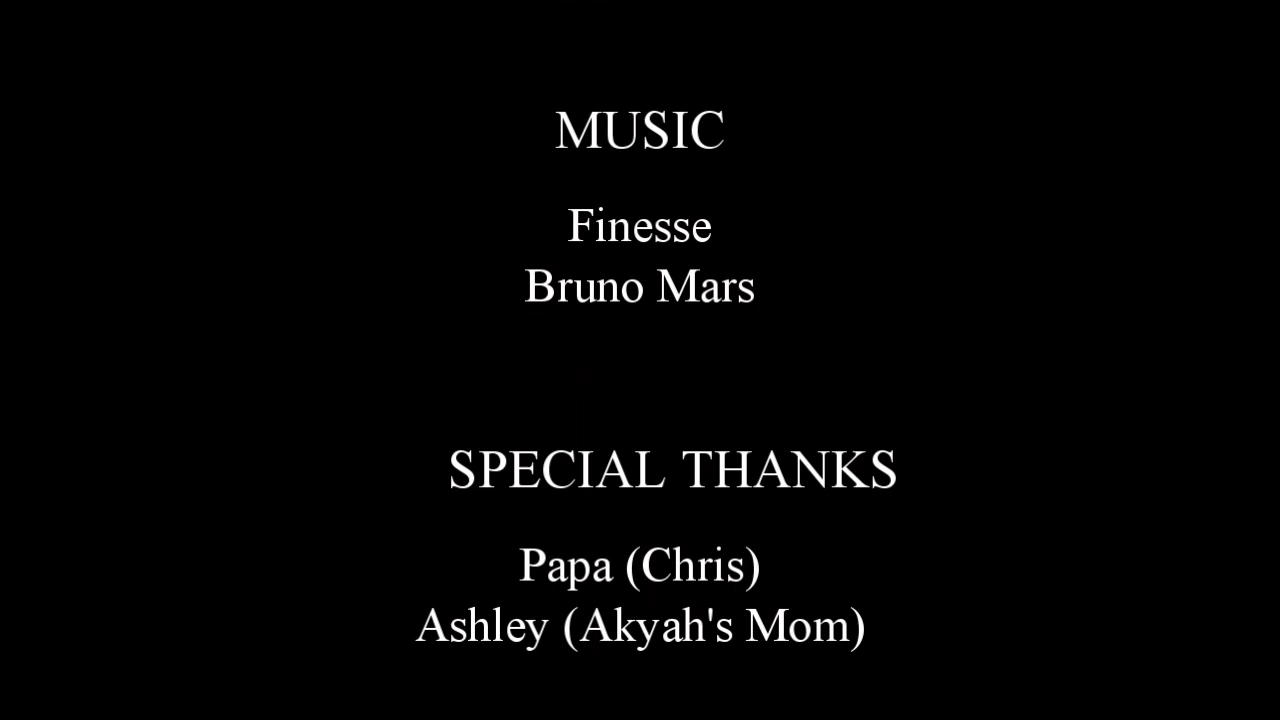 MUSIC
Finesse
Bruno Mars
SPECIAL THANKS
Papa (Chris)
Ashley (Akyah's Mom)